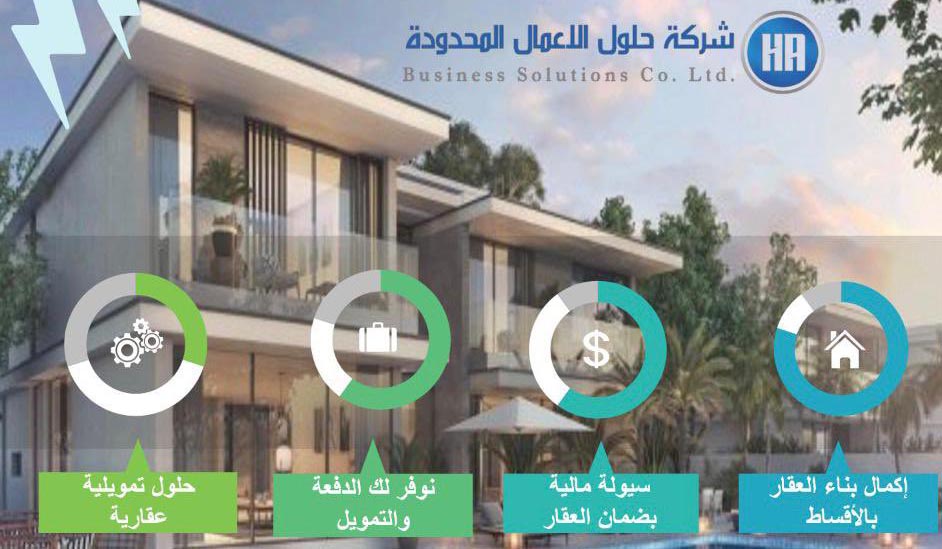 شركة حلول الاعمال المحدودة
HA
Business Solutions Co. Ltd.
إكمال بناء العقار
بالأقساط
سيولة مالية
بضمان العقار
نوفر لك الدفعة
والتمويل
حلول تمويلية
عقارية